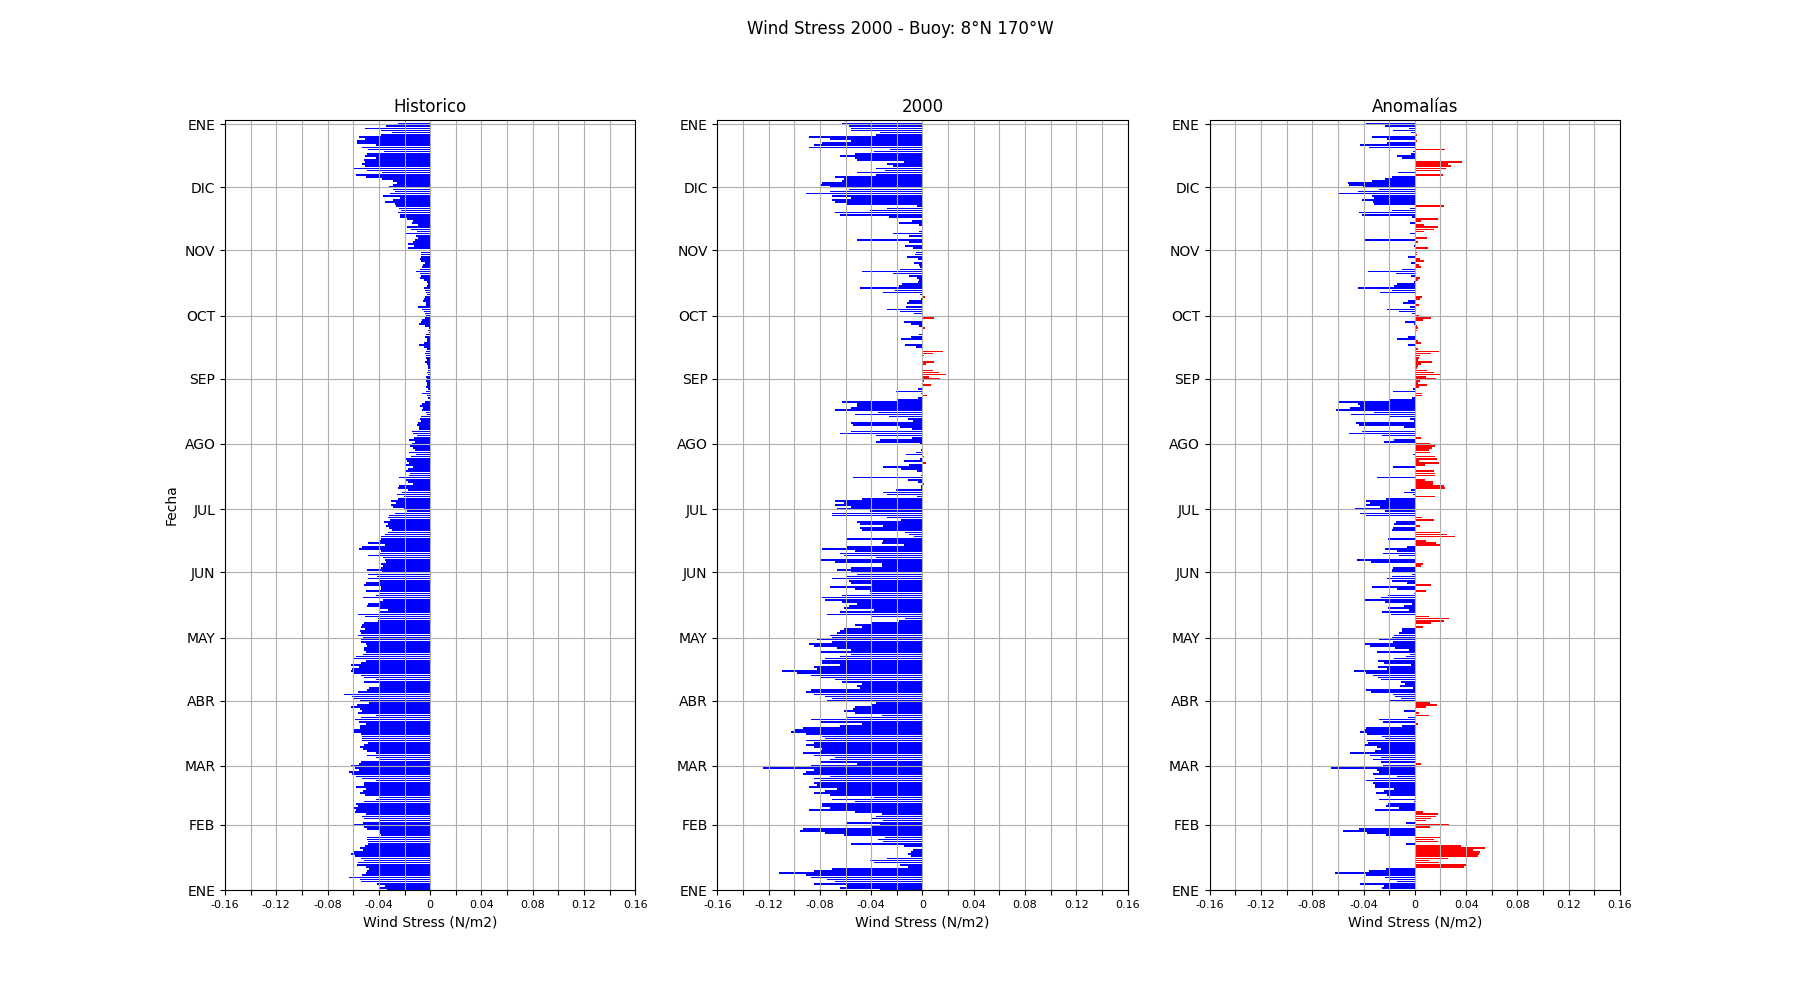 Wind Stress 2000 - Buoy: 8°N 170°W
Historico
2000
Anomalías
Fecha
ENE
DIC
NOV
OCT
SEP
AGO
JUL
JUN
MAY
ABR
MAR
FEB
ENE
-0.16 -0.12 -0.08 -0.04 0 0.04 0.08 0.12 0.16
Wind Stress (N/m2)
ENE
DIC
NOV
OCT
SEP
AGO
JUL
JUN
MAY
ABR
MAR
FEB
ENE
-0.16 -0.12 -0.08 -0.04 0 0.04 0.08 0.12 0.16
Wind Stress (N/m2)
ENE
DIC
NOV
OCT
SEP
AGO
JUL
JUN
MAY
ABR
MAR
FEB
ENE
-0.16 -0.12 -0.08 -0.04 0 0.04 0.08 0.12 0.16
Wind Stress (N/m2)